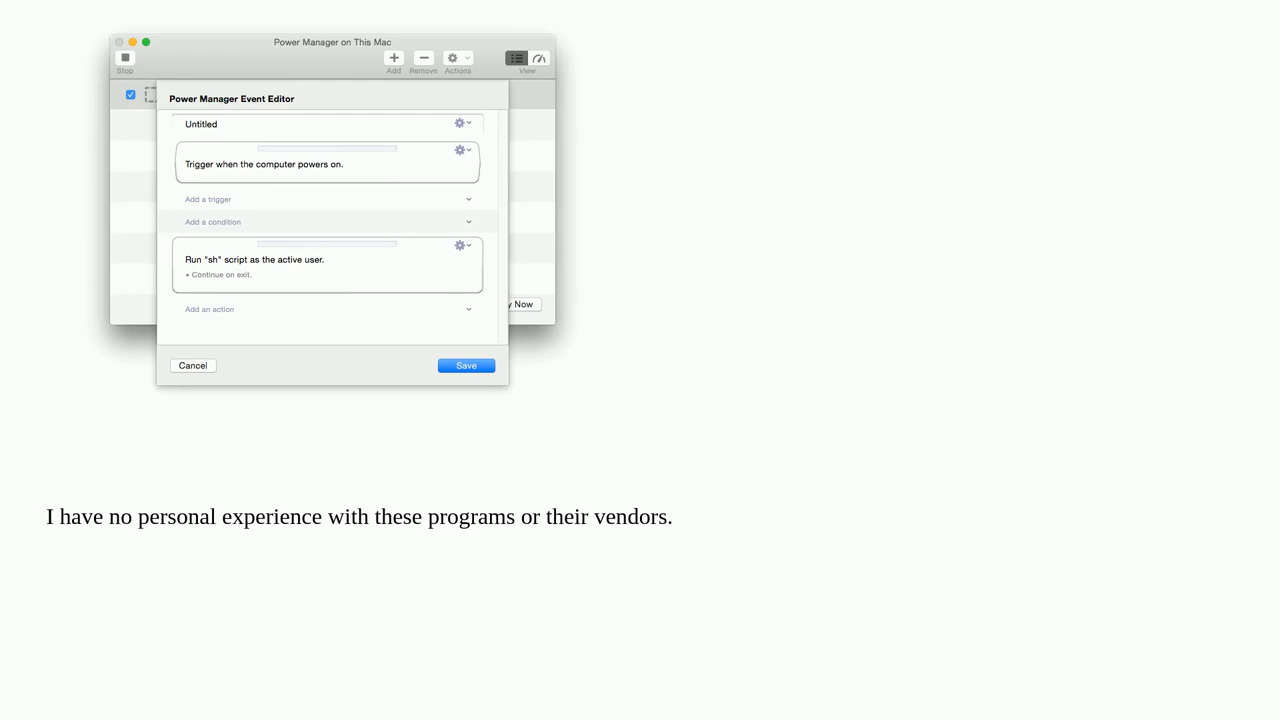 Power Manager on This Mac
Stop
Add Remove Actions View
Power Manager Event Editor
Untitled
Trigger when the computer powers on.
Add a trigger
Add a condition
Run "sh" script as the active user.
• Continue on exit.
Add an action
y Now
Cancel Save
I have no personal experience with these programs or their vendors.